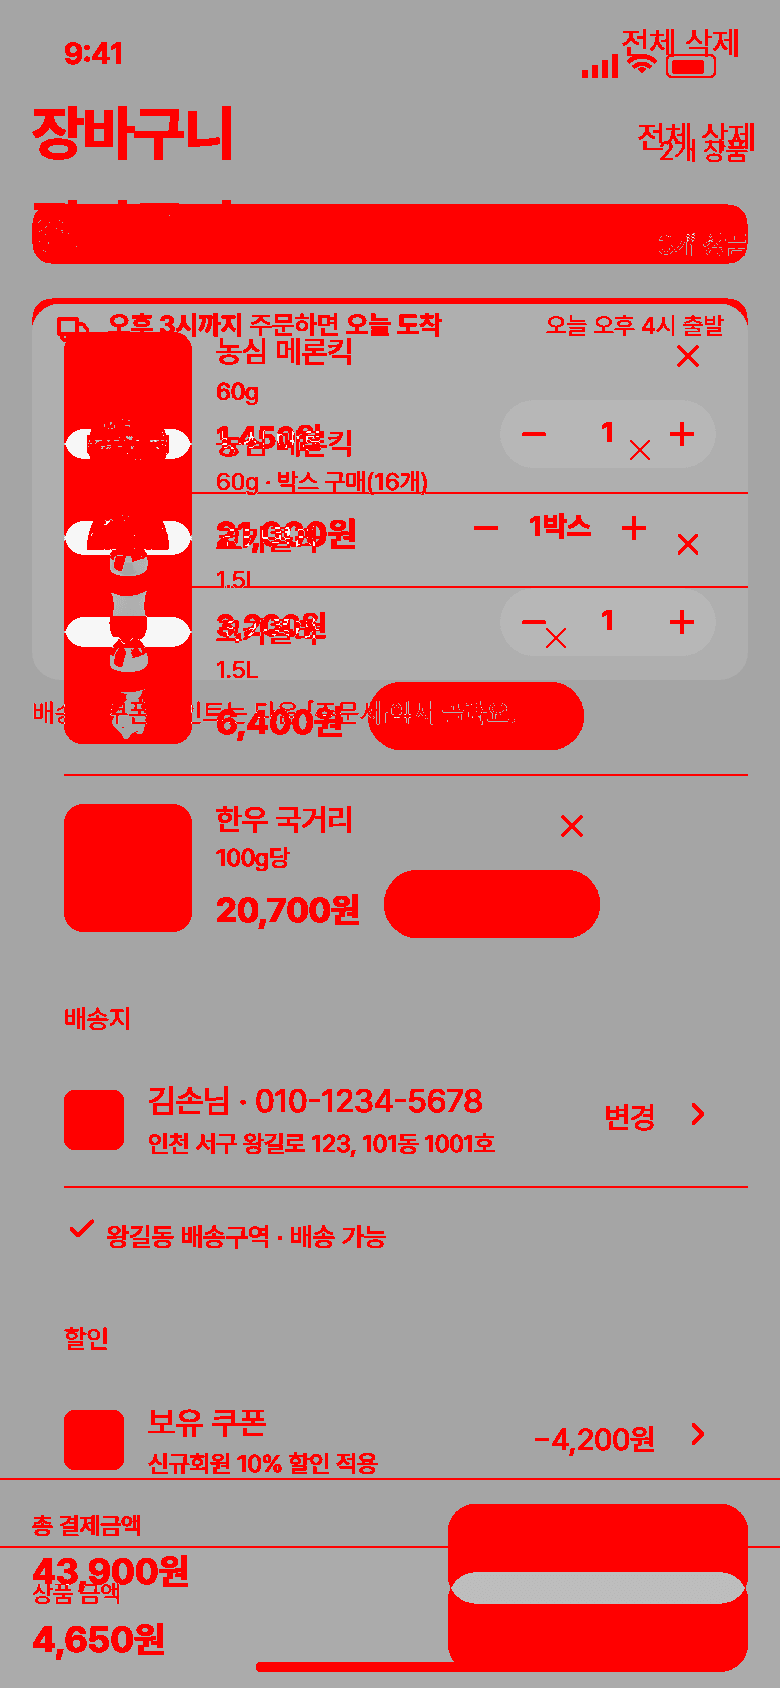 9:41
전체 삭제
장바구니
전체 삭제
2개 상품
오후 3시까지 주문하면 오늘 도착
오늘 오후 4시 출발
농심 메론킥
60g
1
60g · 박스 구매(16개)
1박스
1.5L
1
1.5L
6,400원
한우 국거리
100g당
20,700원
배송지
김손님 · 010-1234-5678
변경
인천 서구 왕길로 123, 101동 1001호
왕길동 배송구역 · 배송 가능
할인
보유 쿠폰
-4,200원
신규회원 10% 할인 적용
총 결제금액
43,900원
상품 금액
4,650원